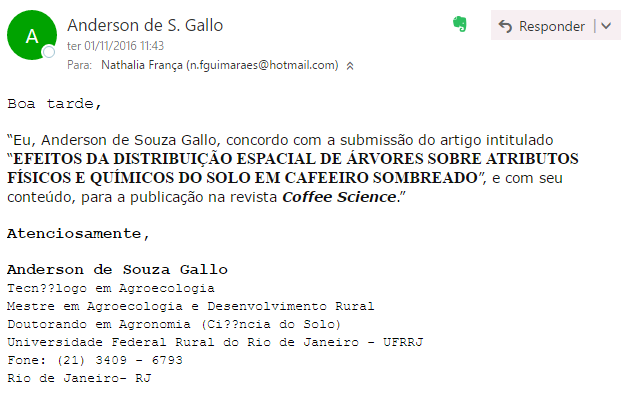 A
Anderson de S. Gallo
ter 01/11/2016 11:43
Para: Nathalia França (n.fguimaraes@hotmail.com)
Responder
Boa tarde,
“Eu, Anderson de Souza Gallo, concordo com a submissão do artigo intitulado
“EFEITOS DA DISTRIBUIÇÃO ESPACIAL DE ÁRVORES SOBRE ATRIBUTOS
FÍSICOS E QUÍMICOS DO SOLO EM CAFEEIRO SOMBREADO”, e com seu
conteúdo, para a publicação na revista Coffee Science.”
Atenciosamente,
Anderson de Souza Gallo
Tecn??logo em Agroecologia
Mestre em Agroecologia e Desenvolvimento Rural
Doutorando em Agronomia (Ci??ncia do Solo)
Universidade Federal Rural do Rio de Janeiro - UFRRJ
Fone: (21) 3409 - 6793
Rio de Janeiro- RJ